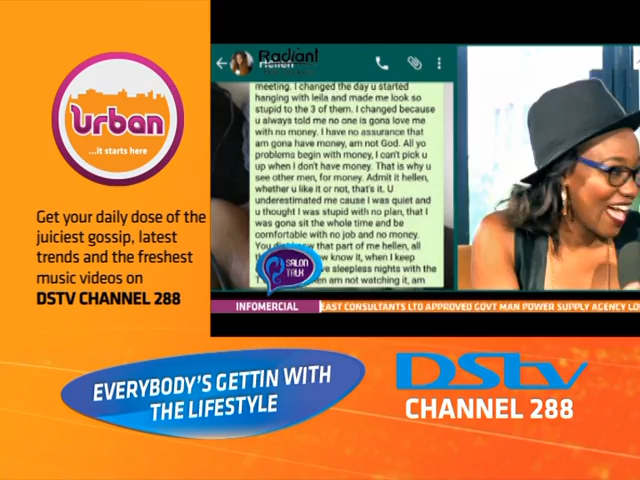 Urban
...it starts here
Get your daily dose of the
juiciest gossip, latest
trends and the freshest
music videos on
DSTV CHANNEL 288
Radiant
Hellen
meeting. I changed the day u started
hanging with leila and made me look so
stupid to the 3 of them. I changed because
u always told me no one is gona love me
with no money. I have no assurance that
am gona have money, am not God. All yo
problems begin with money, I can't pick u
up when I don't have money. That is why u
see other men, for money. Admit it hellen,
whether u like it or not, that's it. U
underestimated me cause I was quiet and
u thought I was stupid with no plan, that I
was gona sit the whole time and be
comfortable with no job and no money.
You that part of me hellen, all
know it, when I keep
sleepless nights with the
am not watching it, am
SALON
TALK
INFOMERCIAL
EAST CONSULTANTS LTD APPROVED GOVT MAN POWER SUPPLY AGENCY
EVERYBODY'S GETTIN WITH
THE LIFESTYLE
DStv
CHANNEL 288